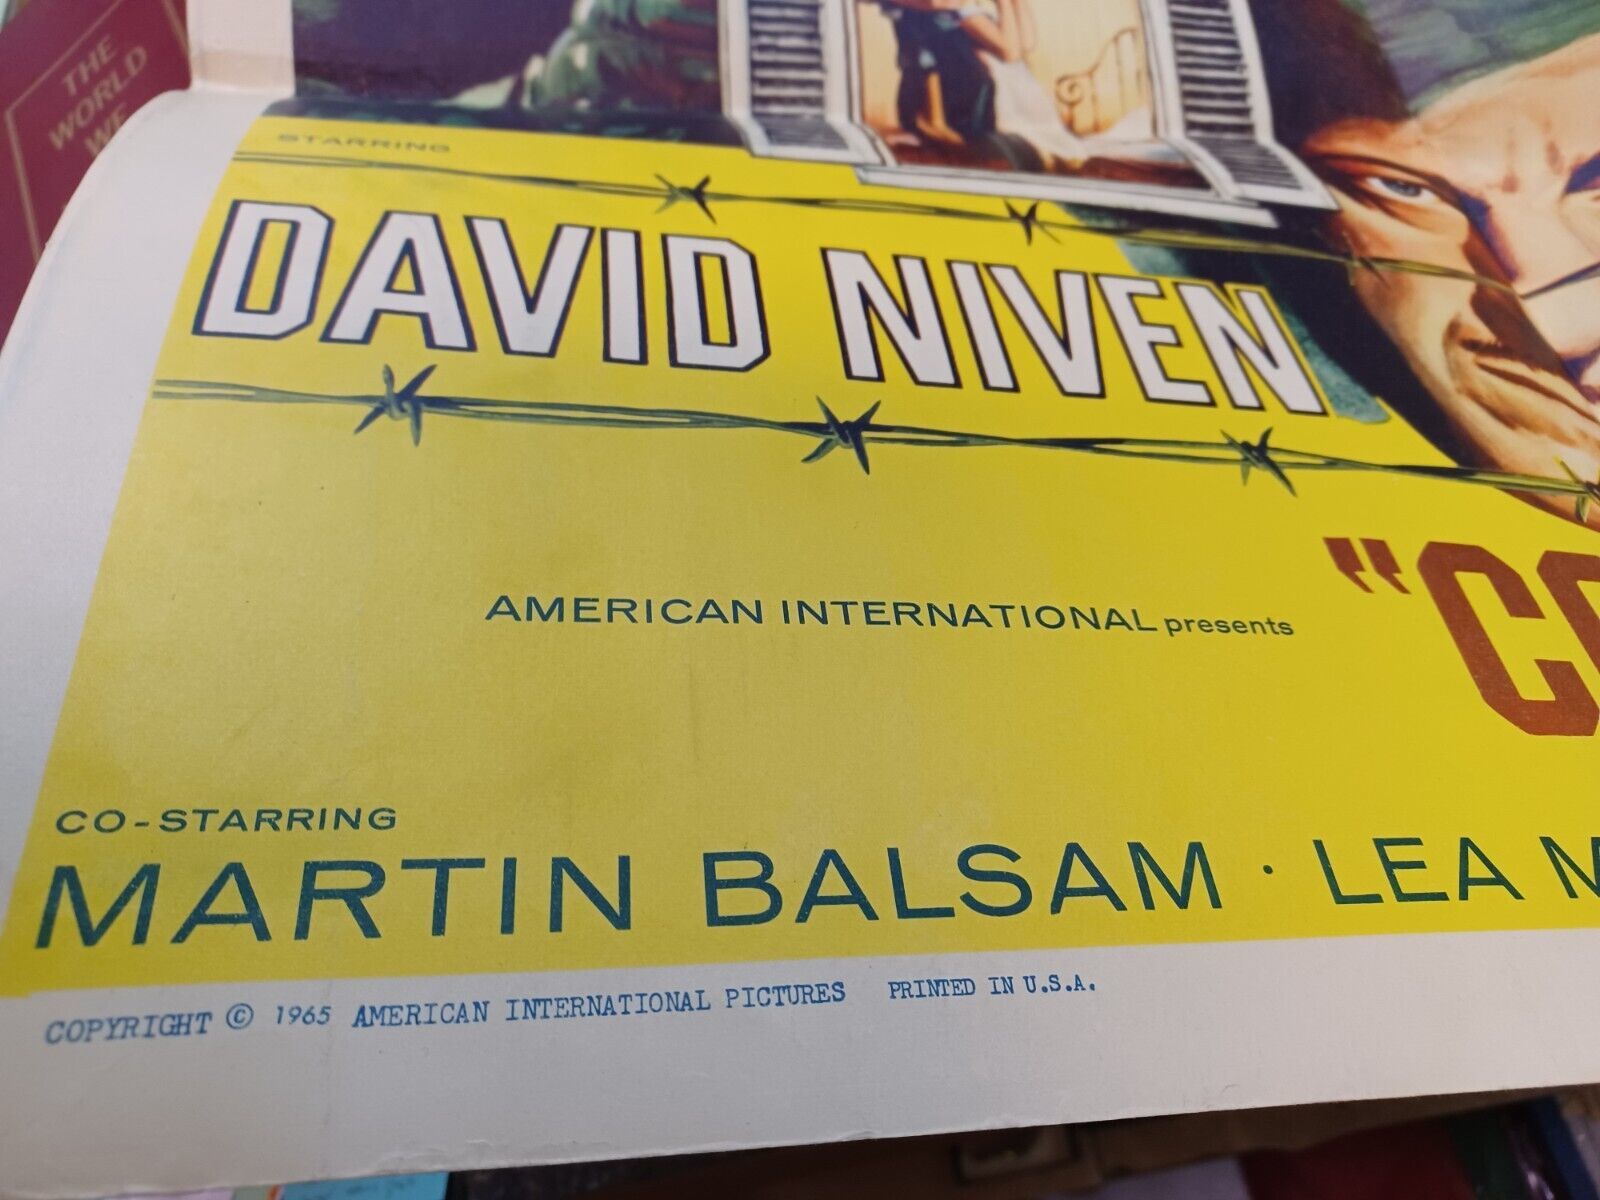 THE
WORLD
WE
STARRING
DAVID NIVEN
AMERICAN INTERNATIONAL presents
"CO
CO-STARRING
MARTIN BALSAM · LEA M
COPYRIGHT © 1965 AMERICAN INTERNATIONAL PICTURES PRINTED IN U.S.A.